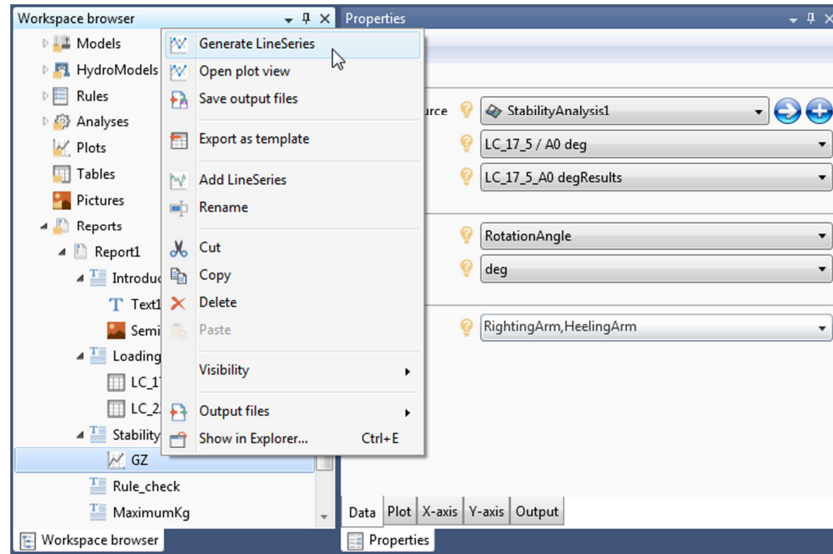 Workspace browser
Models
HydroModels
Rules
Analyses
Plots
Tables
Pictures
Reports
Report1
Introduc
Text1
Semi
Loading
LC_1
LC_2
Stability
GZ
Rule_check
MaximumKg
Workspace browser
Generate LineSeries
Open plot view
Save output files
Export as template
Add LineSeries
Rename
Cut
Copy
Delete
Paste
Visibility
Output files
Show in Explorer... Ctrl+E
Properties
urce StabilityAnalysis1
LC_17_5 / A0 deg
LC_17_5_A0 degResults
RotationAngle
deg
RightingArm,HeelingArm
Data Plot X-axis Y-axis Output
Properties